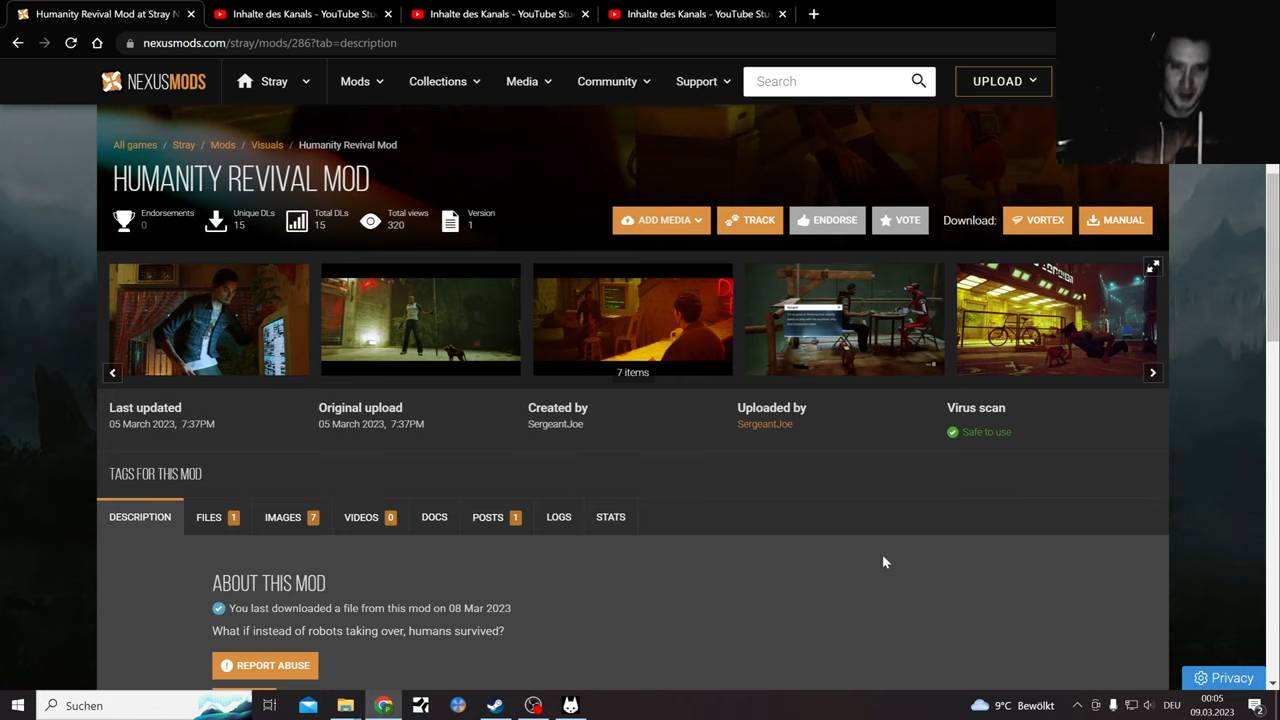 Humanity Revival Mod at Stray N
Inhalte des Kanals - YouTube Stu
Inhalte des Kanals - YouTube Stu
Inhalte des Kanals - YouTube Stu
nexusmods.com/stray/mods/286?tab=description
NEXUSMODS
Stray
Mods
Collections
Media
Community
Support
Search
UPLOAD
All games / Stray / Mods / Visuals / Humanity Revival Mod
HUMANITY REVIVAL MOD
Endorsements
0
Unique DLs
15
Total DLs
15
Total views
320
Version
1
ADD MEDIA
TRACK
ENDORSE
VOTE
Download:
VORTEX
MANUAL
7 items
Last updated
05 March 2023, 7:37PM
Original upload
05 March 2023, 7:37PM
Created by
SergeantJoe
Uploaded by
SergeantJoe
Virus scan
Safe to use
TAGS FOR THIS MOD
DESCRIPTION
FILES 1
IMAGES 7
VIDEOS 0
DOCS
POSTS 1
LOGS
STATS
ABOUT THIS MOD
You last downloaded a file from this mod on 08 Mar 2023
What if instead of robots taking over, humans survived?
REPORT ABUSE
Privacy
Suchen
9°C Bewölkt
DEU
00:05
09.03.2023
2